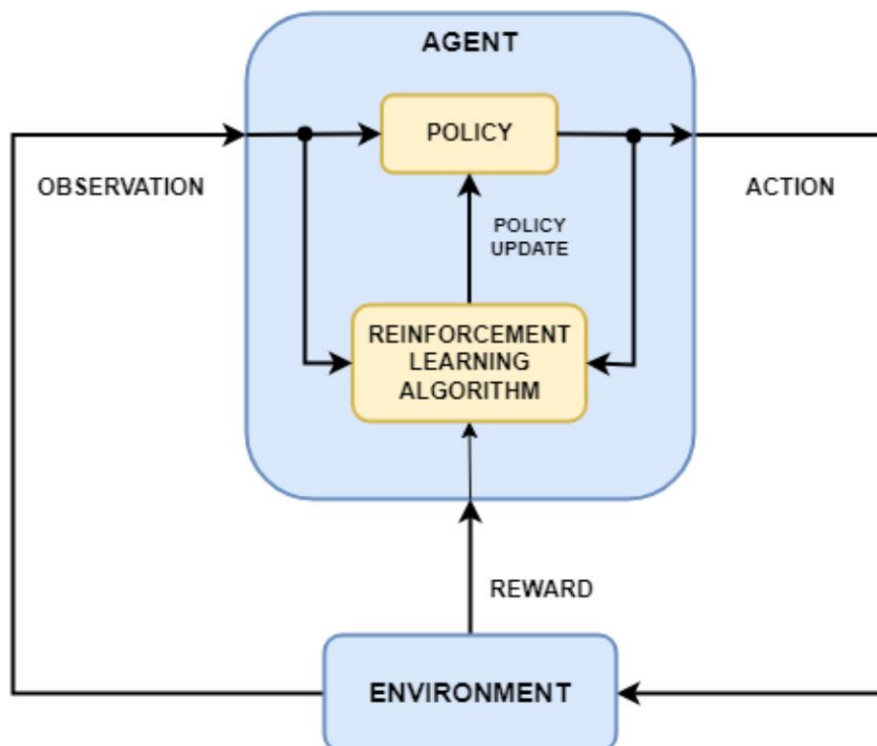 AGENT
POLICY
OBSERVATION
ACTION
POLICY
UPDATE
REINFORCEMENT
LEARNING
ALGORITHM
REWARD
ENVIRONMENT